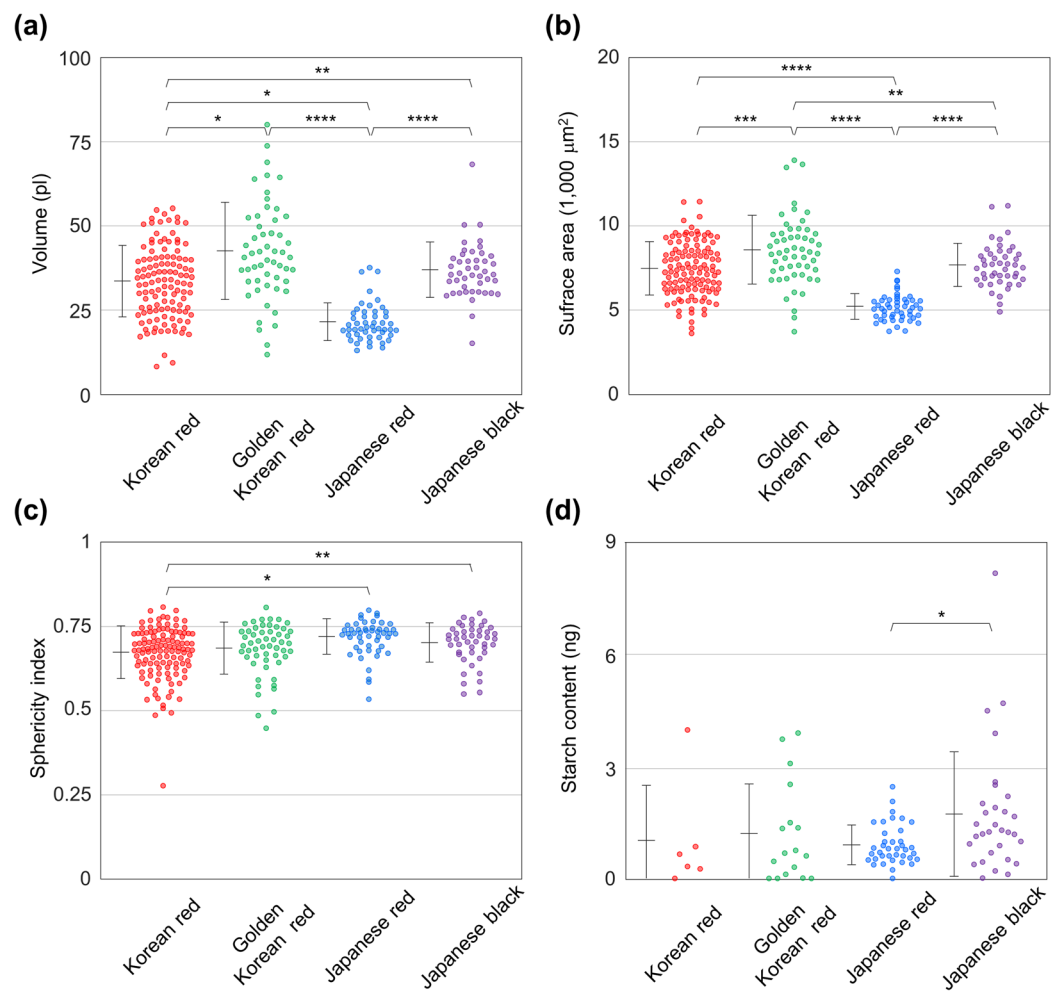 (a)
100
75
50
25
0
Volume (pl)
**
*
* **** ****
Korean red
Golden
Korean red
Japanese red
Japanese black
(b)
20
15
10
5
0
Sufrace area (1,000 μm²)
****
**
*** **** ****
Korean red
Golden
Korean red
Japanese red
Japanese black
(c)
1
0.75
0.5
0.25
0
Sphericity index
**
*
Korean red
Golden
Korean red
Japanese red
Japanese black
(d)
9
6
3
0
Starch content (ng)
*
Korean red
Golden
Korean red
Japanese red
Japanese black